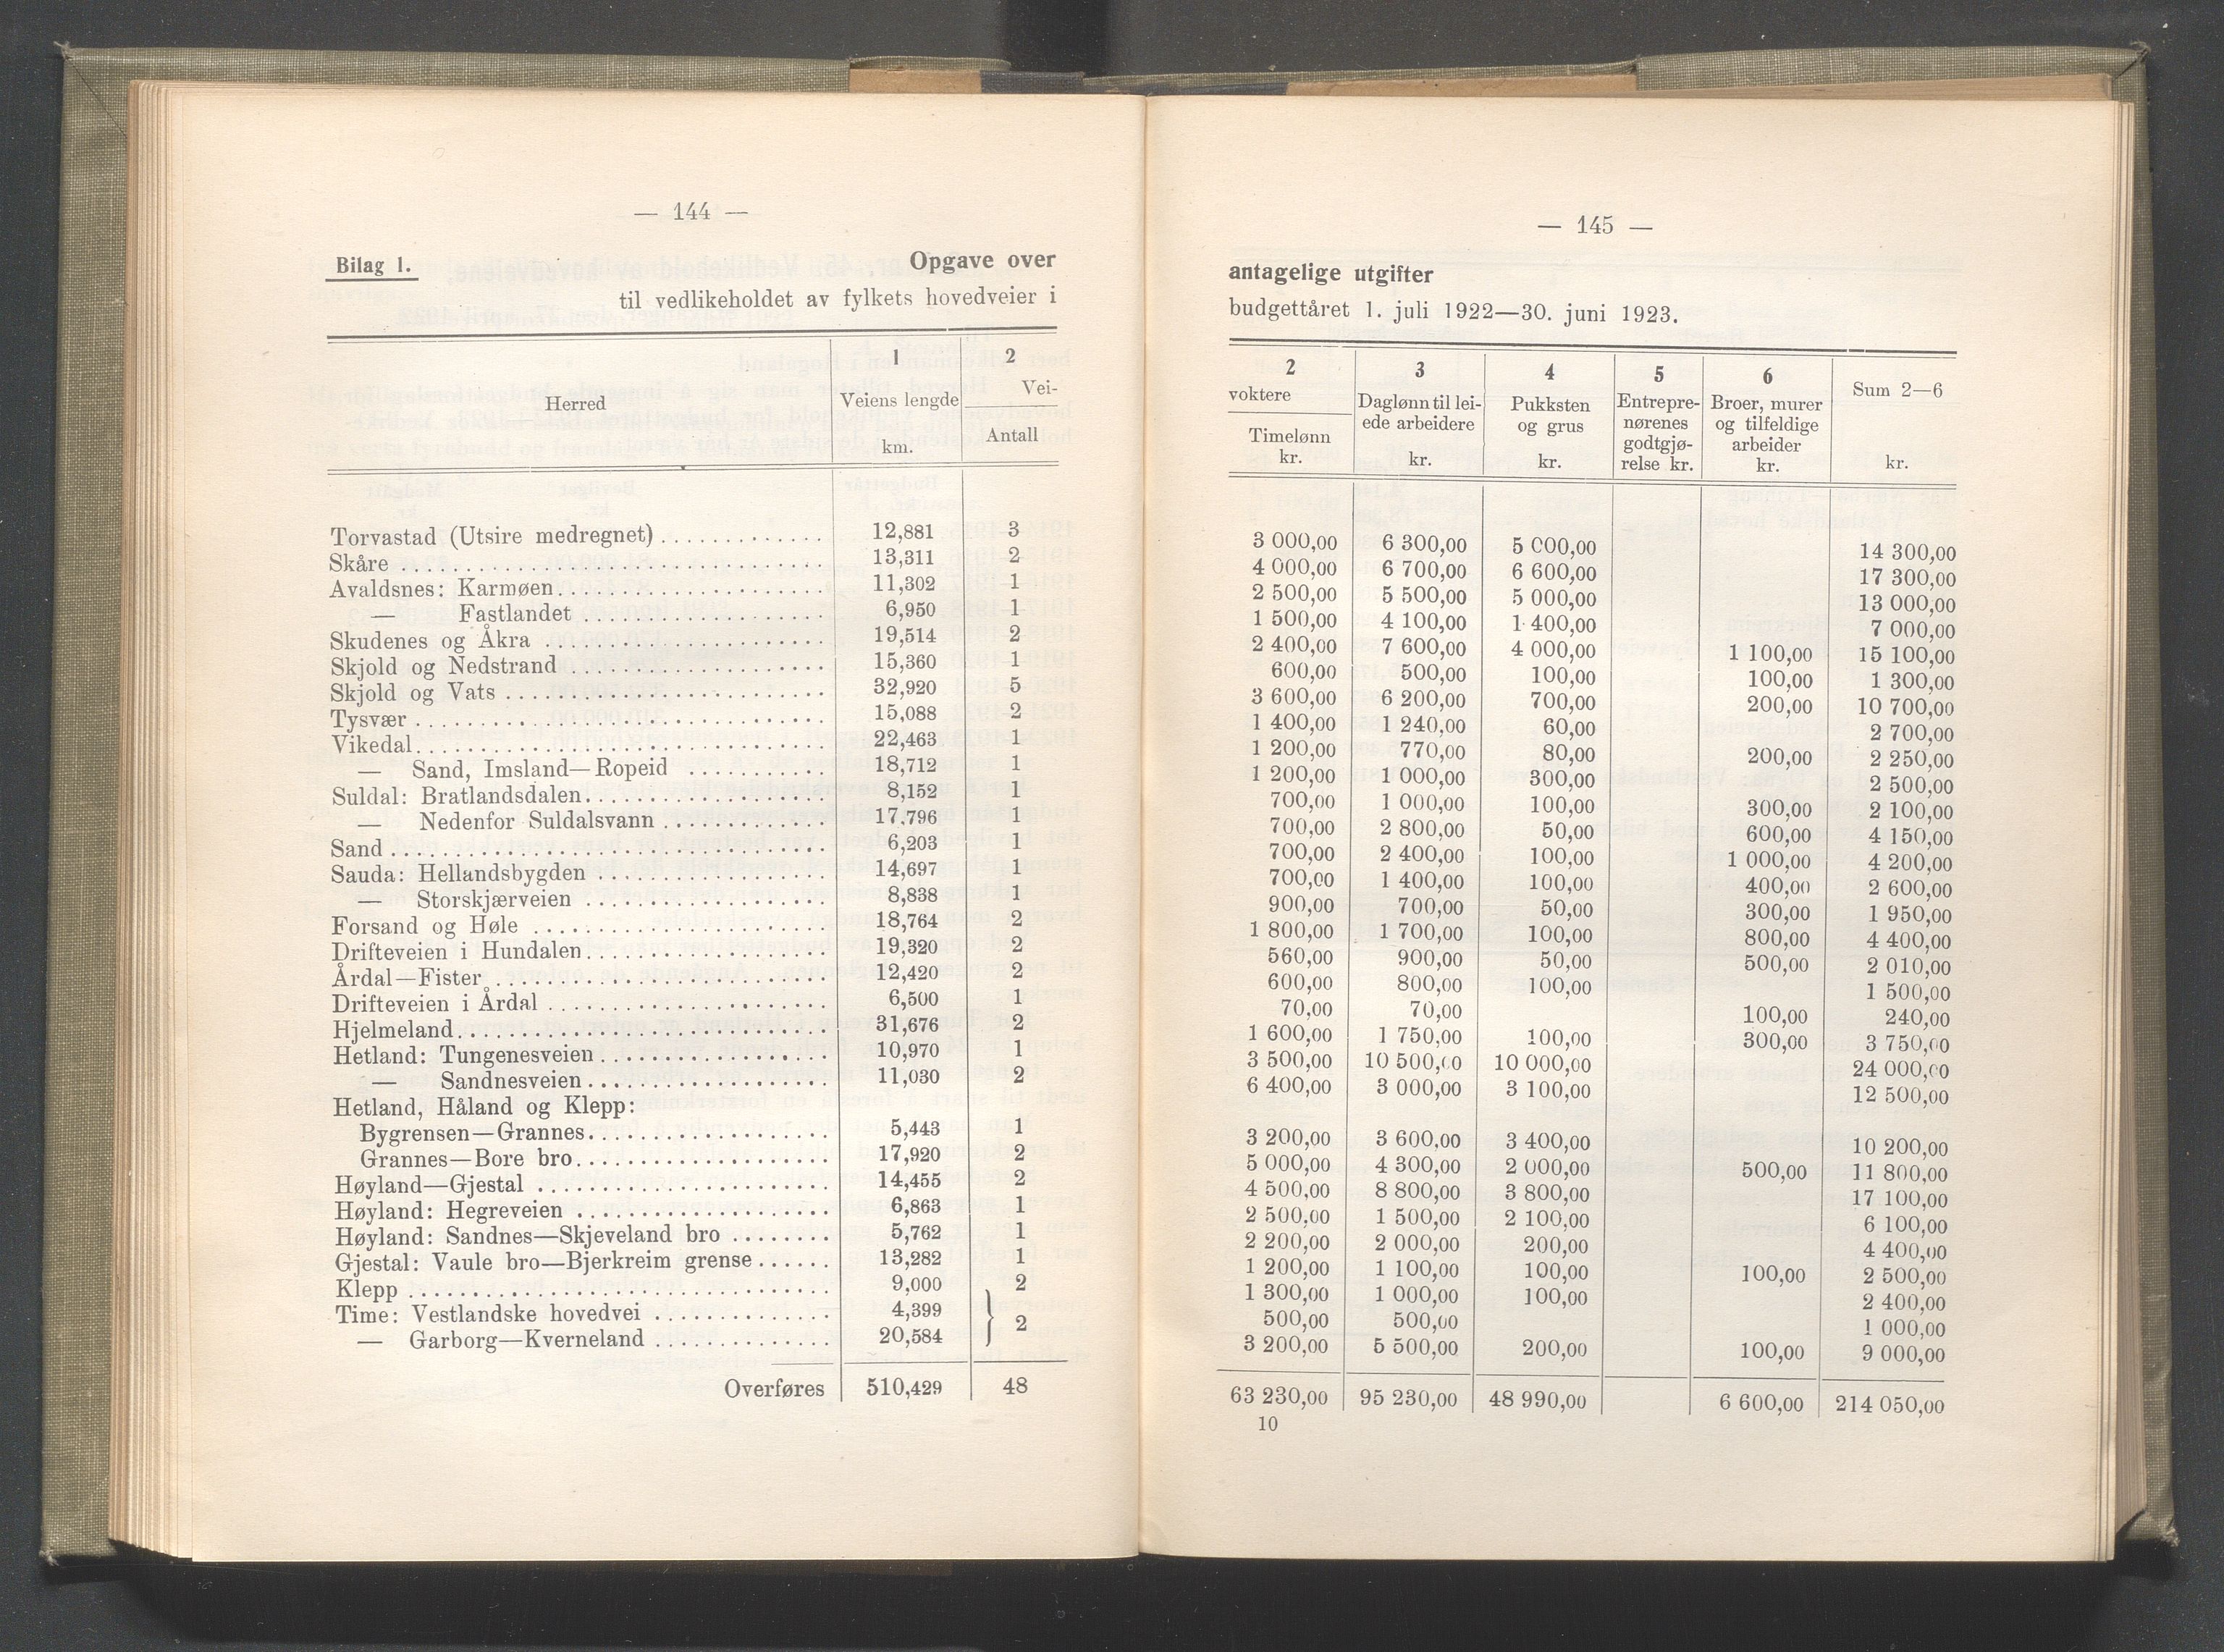 — 144 —
Bilag 1. Opgave over
til vedlikeholdet av fylkets hovedveier i
Herred 1 Veiens lengde km. 2 Vei- Antall
Torvastad (Utsire medregnet) 12,881 3
Skåre 13,311 2
Avaldsnes: Karmøen 11,302 1
— Fastlandet 6,950 1
Skudenes og Åkra 19,514 2
Skjold og Nedstrand 15,360 1
Skjold og Vats 32,920 5
Tysvær 15,088 2
Vikedal 22,463 1
— Sand, Imsland—Ropeid 18,712 1
Suldal: Bratlandsdalen 8,152 1
— Nedenfor Suldalsvann 17,796 1
Sand 6,203 1
Sauda: Hellandsbygden 14,697 1
— Storskjærveien 8,838 1
Forsand og Høle 18,764 2
Drifteveien i Hundalen 19,320 2
Årdal—Fister 12,420 2
Drifteveien i Årdal 6,500 1
Hjelmeland 31,676 2
Hetland: Tungenesveien 10,970 1
— Sandnesveien 11,030 2
Hetland, Håland og Klepp:
Bygrensen—Grannes 5,443 1
Grannes—Bore bro 17,920 2
Høyland—Gjestal 14,455 2
Høyland: Hegreveien 6,863 1
Høyland: Sandnes—Skjeveland bro 5,762 1
Gjestal: Vaule bro—Bjerkreim grense 13,282 1
Klepp 9,000 2
Time: Vestlandske hovedvei 4,399
— Garborg—Kverneland 20,584 } 2
Overføres 510,429 48
— 145 —
antagelige utgifter
budgettåret 1. juli 1922—30. juni 1923.
2 3 4 5 6 Sum 2—6
voktere Daglønn til lei- Pukksten Entrepre- Broer, murer
ede arbeidere og grus nørenes og tilfeldige
Timelønn godtgjø- arbeider
kr. kr. kr. relse kr. kr. kr.
3 000,00 6 300,00 5 000,00 14 300,00
4 000,00 6 700,00 6 600,00 17 300,00
2 500,00 5 500,00 5 000,00 13 000,00
1 500,00 4 100,00 1 400,00 7 000,00
2 400,00 7 600,00 4 000,00 1 100,00 15 100,00
600,00 500,00 100,00 100,00 1 300,00
3 600,00 6 200,00 700,00 200,00 10 700,00
1 400,00 1 240,00 60,00 2 700,00
1 200,00 770,00 80,00 200,00 2 250,00
1 200,00 1 000,00 300,00 2 500,00
700,00 1 000,00 100,00 300,00 2 100,00
700,00 2 800,00 50,00 600,00 4 150,00
700,00 2 400,00 100,00 1 000,00 4 200,00
700,00 1 400,00 100,00 400,00 2 600,00
900,00 700,00 50,00 300,00 1 950,00
1 800,00 1 700,00 100,00 800,00 4 400,00
560,00 900,00 50,00 500,00 2 010,00
600,00 800,00 100,00 1 500,00
70,00 70,00 100,00 240,00
1 600,00 1 750,00 100,00 300,00 3 750,00
3 500,00 10 500,00 10 000,00 24 000,00
6 400,00 3 000,00 3 100,00 12 500,00
3 200,00 3 600,00 3 400,00 10 200,00
5 000,00 4 300,00 2 000,00 500,00 11 800,00
4 500,00 8 800,00 3 800,00 17 100,00
2 500,00 1 500,00 2 100,00 6 100,00
2 200,00 2 000,00 200,00 4 400,00
1 200,00 1 100,00 100,00 100,00 2 500,00
1 300,00 1 000,00 100,00 2 400,00
500,00 500,00 1 000,00
3 200,00 5 500,00 200,00 100,00 9 000,00
63 230,00 95 230,00 48 990,00 6 600,00 214 050,00
10